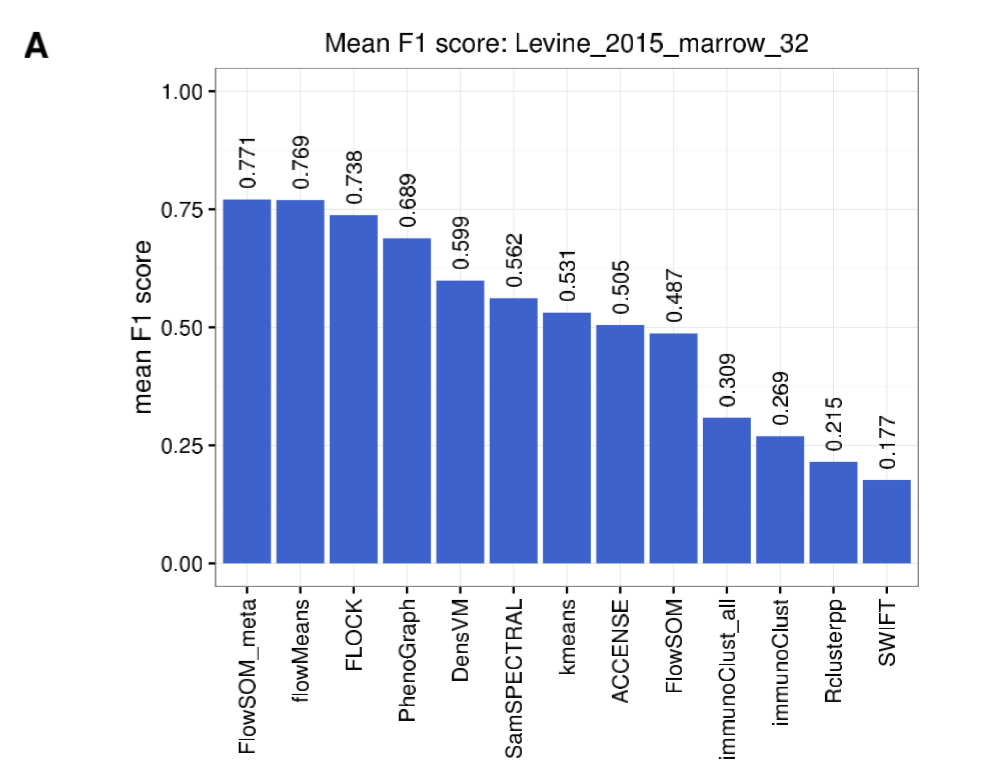 A
Mean F1 score: Levine_2015_marrow_32
mean F1 score
1.00
0.75
0.50
0.25
0.00
0.771
0.769
0.738
0.689
0.599
0.562
0.531
0.505
0.487
0.309
0.269
0.215
0.177
FlowSOM_meta
flowMeans
FLOCK
PhenoGraph
DensVM
SamSPECTRAL
kmeans
ACCENSE
FlowSOM
immunoClust_all
immunoClust
Rclusterpp
SWIFT